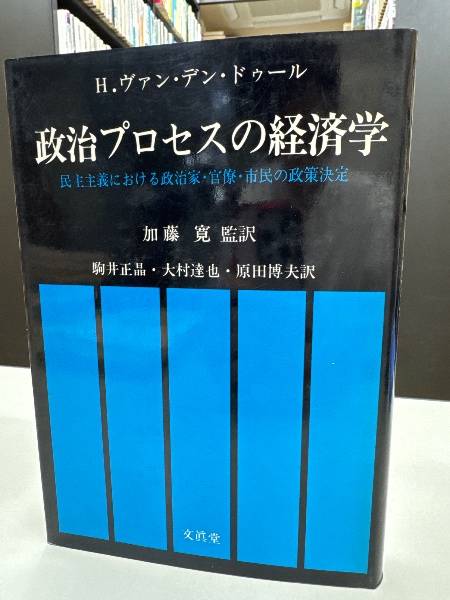 H.ヴァン・デン・ドゥール
政治プロセスの経済学
民主主義における政治家・官僚・市民の政策決定
加藤 寛 監訳
駒井正晶・大村達也・原田博夫訳
文眞堂